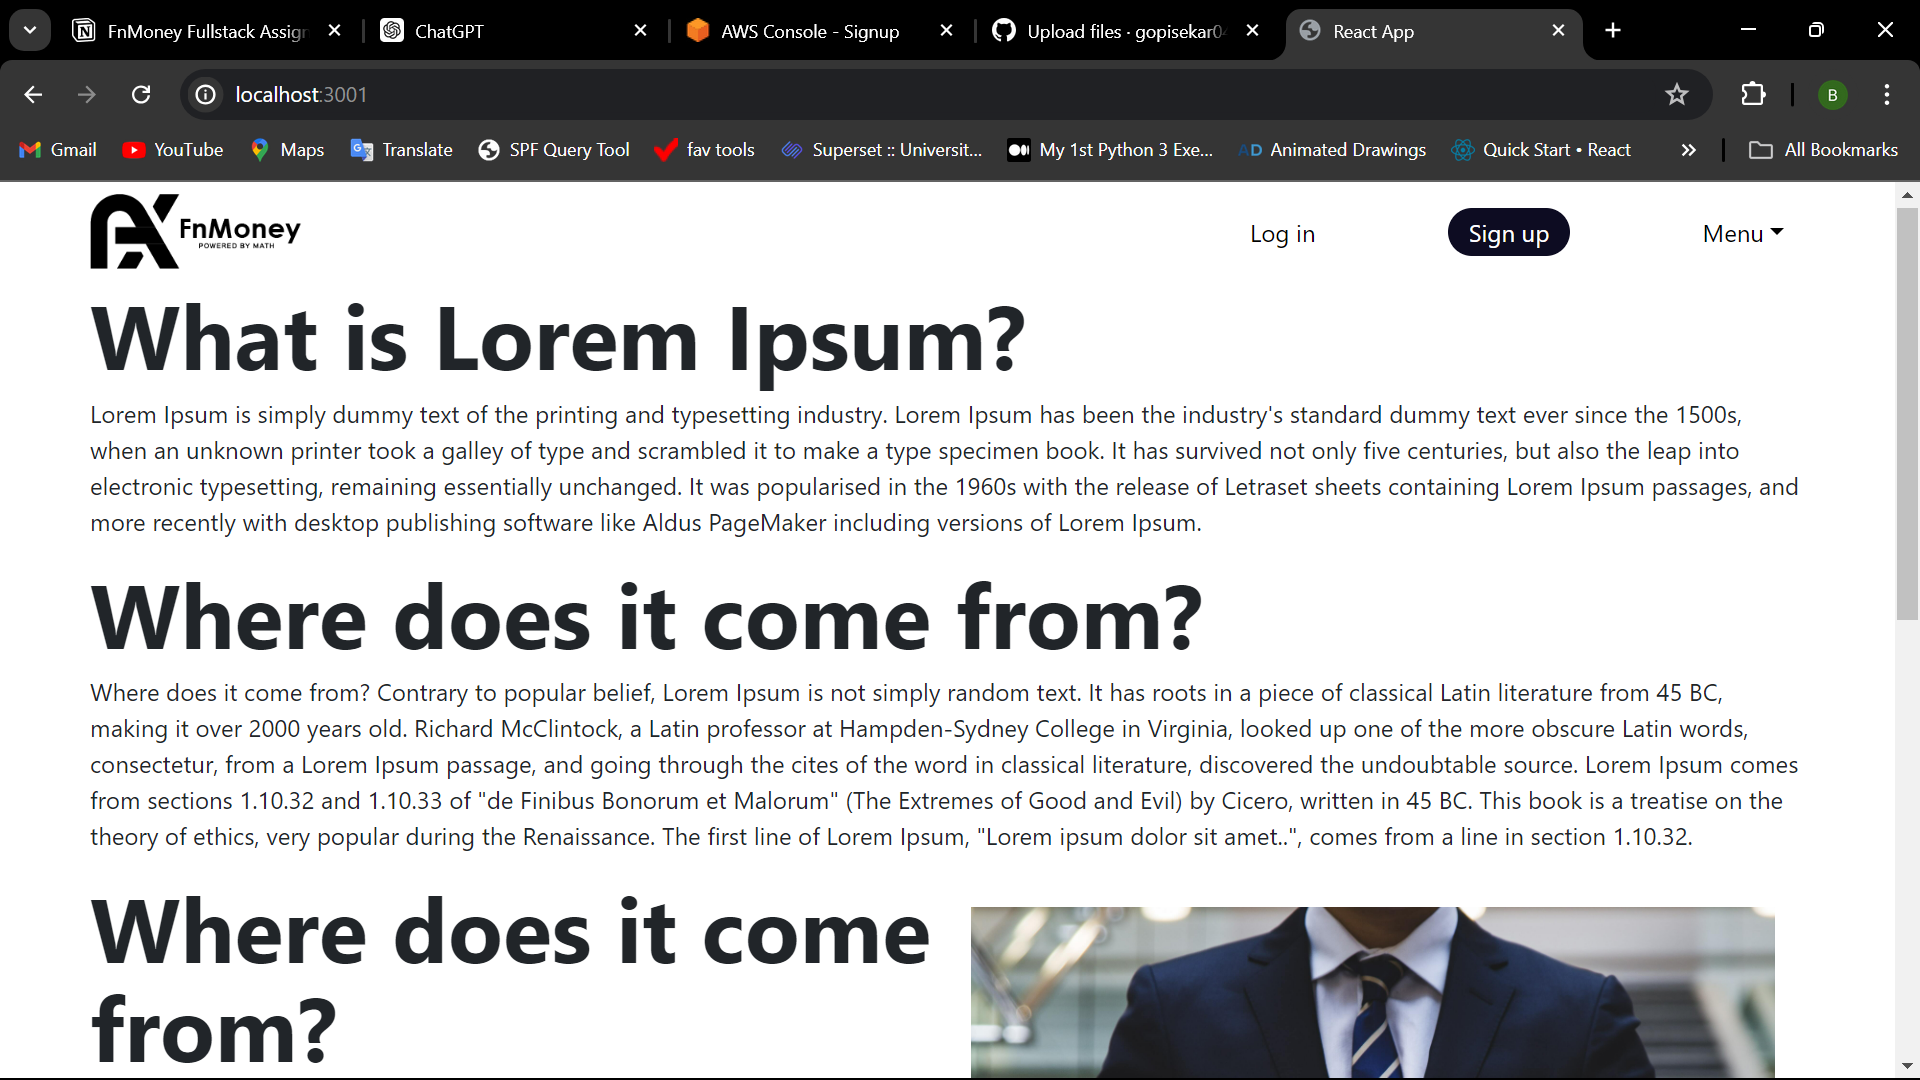 FnMoney Fullstack Assign
ChatGPT
AWS Console - Signup
Upload files · gopisekar04
React App
localhost:3001
B
Gmail
YouTube
Maps
Translate
SPF Query Tool
fav tools
Superset :: Universit...
My 1st Python 3 Exe...
AD Animated Drawings
Quick Start • React
All Bookmarks
FnMoney
POWERED BY MATH
Log in
Sign up
Menu
What is Lorem Ipsum?
Lorem Ipsum is simply dummy text of the printing and typesetting industry. Lorem Ipsum has been the industry's standard dummy text ever since the 1500s,
when an unknown printer took a galley of type and scrambled it to make a type specimen book. It has survived not only five centuries, but also the leap into
electronic typesetting, remaining essentially unchanged. It was popularised in the 1960s with the release of Letraset sheets containing Lorem Ipsum passages, and
more recently with desktop publishing software like Aldus PageMaker including versions of Lorem Ipsum.
Where does it come from?
Where does it come from? Contrary to popular belief, Lorem Ipsum is not simply random text. It has roots in a piece of classical Latin literature from 45 BC,
making it over 2000 years old. Richard McClintock, a Latin professor at Hampden-Sydney College in Virginia, looked up one of the more obscure Latin words,
consectetur, from a Lorem Ipsum passage, and going through the cites of the word in classical literature, discovered the undoubtable source. Lorem Ipsum comes
from sections 1.10.32 and 1.10.33 of "de Finibus Bonorum et Malorum" (The Extremes of Good and Evil) by Cicero, written in 45 BC. This book is a treatise on the
theory of ethics, very popular during the Renaissance. The first line of Lorem Ipsum, "Lorem ipsum dolor sit amet..", comes from a line in section 1.10.32.
Where does it come
from?